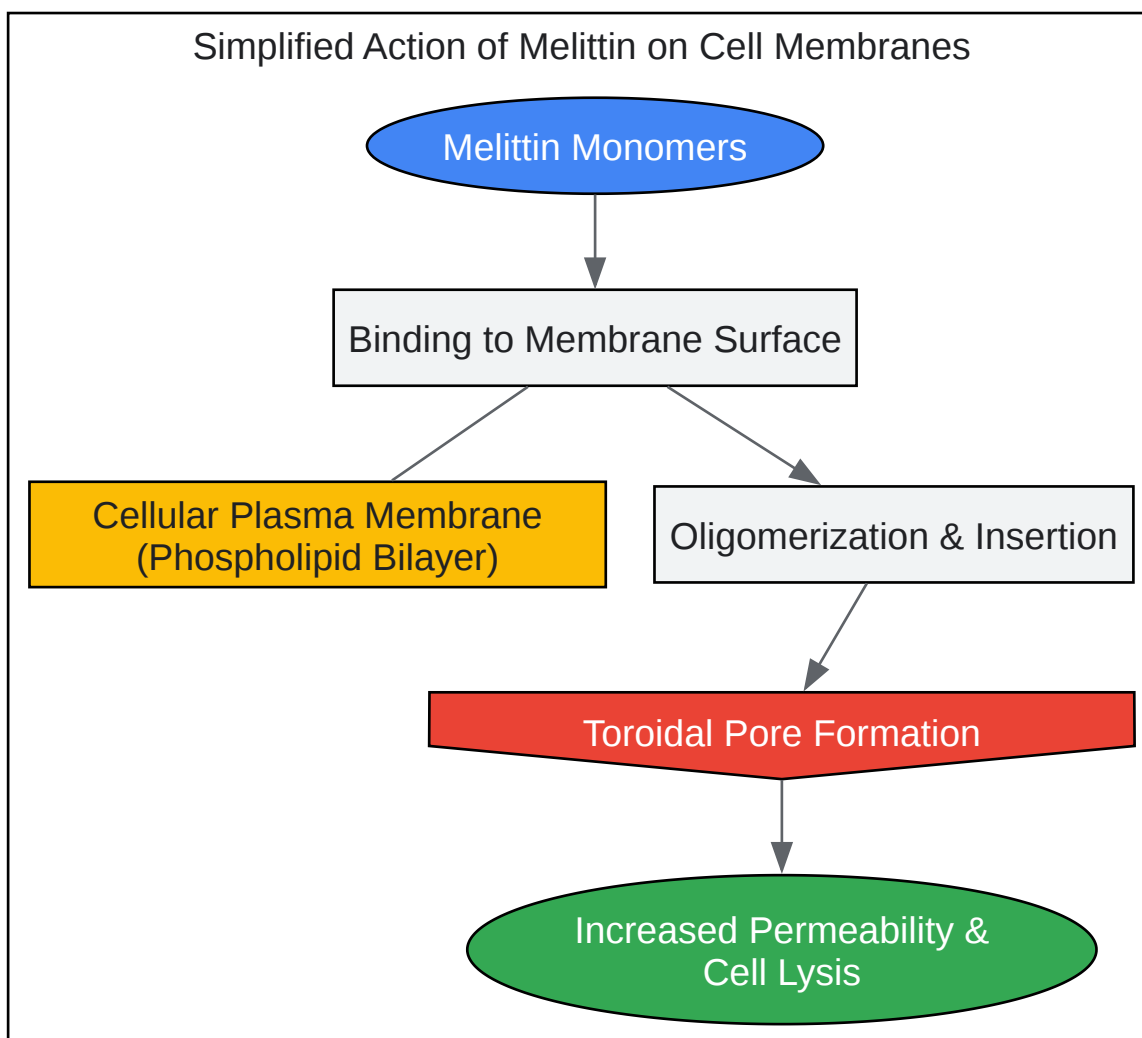 Simplified Action of Melittin on Cell Membranes
Melittin Monomers
Binding to Membrane Surface
Cellular Plasma Membrane
(Phospholipid Bilayer)
Oligomerization & Insertion
Toroidal Pore Formation
Increased Permeability &
Cell Lysis